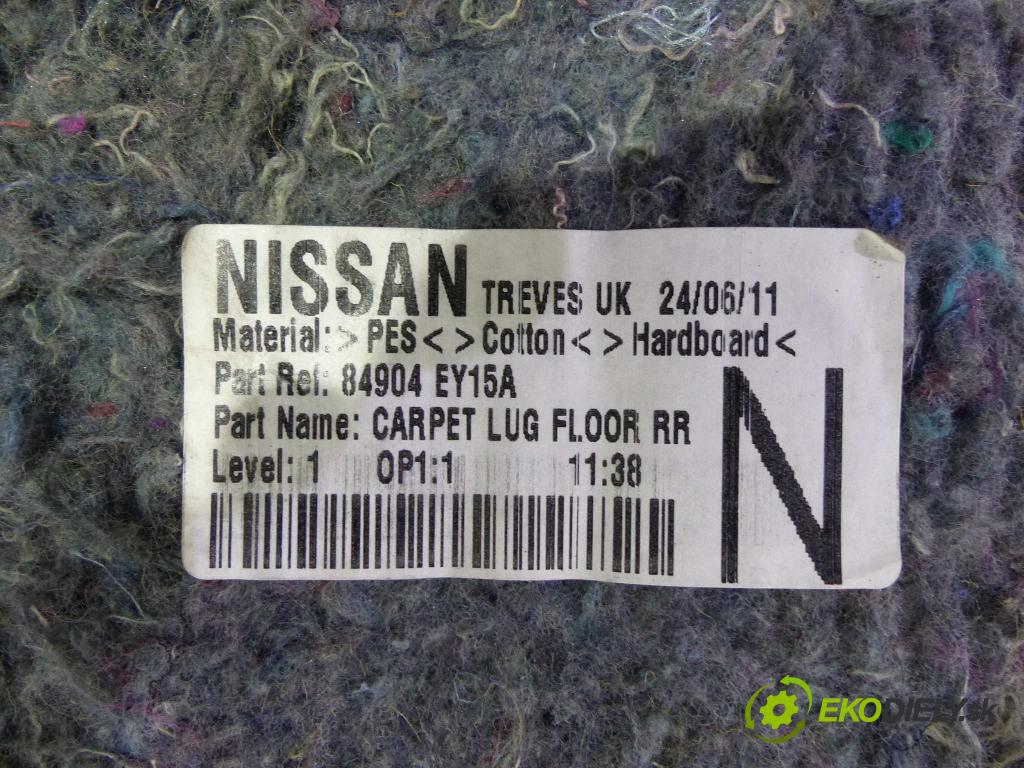 NISSAN TREVES UK 24/06/11
Material: >PES< >Cotton< >Hardboard<
Part Ref: 84904 EY15A
Part Name: CARPET LUG FLOOR RR
Level: 1 OP1:1 11:38
N
EKODIELY.sk